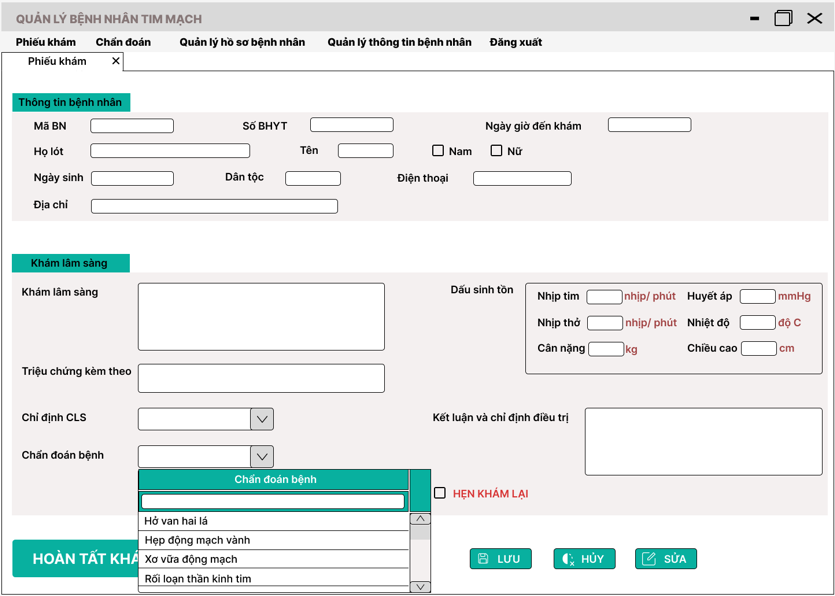 QUẢN LÝ BỆNH NHÂN TIM MẠCH
Phiếu khám Chẩn đoán Quản lý hồ sơ bệnh nhân Quản lý thông tin bệnh nhân Đăng xuất
Phiếu khám
Thông tin bệnh nhân
Mã BN Số BHYT Ngày giờ đến khám
Họ lót Tên Nam Nữ
Ngày sinh Dân tộc Điện thoại
Địa chỉ
Khám lâm sàng
Khám lâm sàng Dấu sinh tồn Nhịp tim nhịp/ phút Huyết áp mmHg
Nhịp thở nhịp/ phút Nhiệt độ độ C
Cân nặng kg Chiều cao cm
Triệu chứng kèm theo
Chỉ định CLS Kết luận và chỉ định điều trị
Chẩn đoán bệnh
Chẩn đoán bệnh
HẸN KHÁM LẠI
Hở van hai lá
Hẹp động mạch vành
Xơ vữa động mạch
Rối loạn thần kinh tim
HOÀN TẤT KHÁ LƯU HỦY SỬA